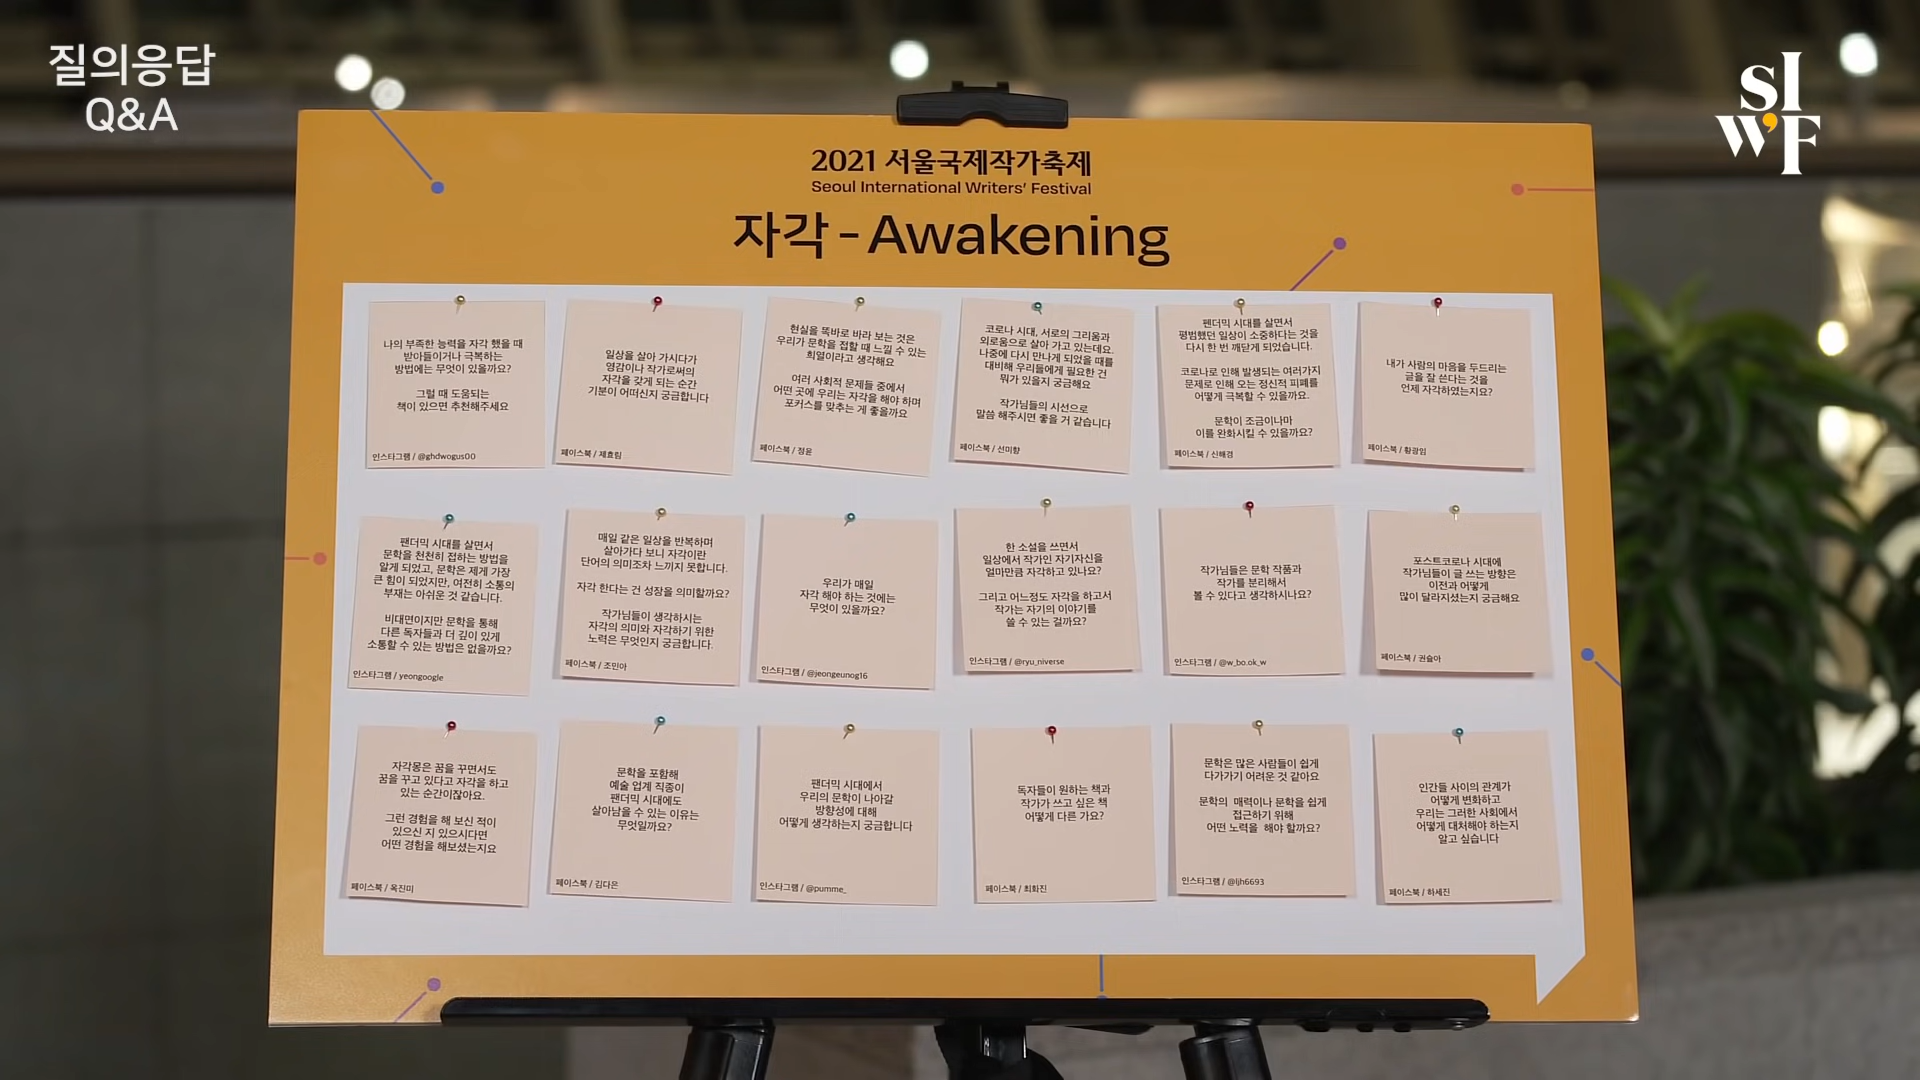 질의응답
Q&A
SI
W'F
2021 서울국제작가축제
Seoul International Writers' Festival
자각 - Awakening
나의 부족한 능력을 자각 했을 때
받아들이거나 극복하는
방법에는 무엇이 있을까요?
그럴 때 도움되는
책이 있으면 추천해주세요
인스타그램 / @ghdwogus00
일상을 살아 가시다가
영감이나 작가로써의
자각을 갖게 되는 순간
기분이 어떠신지 궁금합니다
페이스북 / 제효림
현실을 똑바로 바라 보는 것은
우리가 문학을 접할 때 느낄 수 있는
희열이라고 생각해요
여러 사회적 문제들 중에서
어떤 곳에 우리는 자각을 해야 하며
포커스를 맞추는 게 좋을까요
페이스북 / 정윤
코로나 시대, 서로의 그리움과
외로움으로 살아 가고 있는데요.
나중에 다시 만나게 되었을 때를
대비해 우리들에게 필요한 건
뭐가 있을지 궁금해요
작가님들의 시선으로
말씀 해주시면 좋을 거 같습니다
페이스북 / 선미향
팬더믹 시대를 살면서
평범했던 일상이 소중하다는 것을
다시 한 번 깨닫게 되었습니다.
코로나로 인해 발생되는 여러가지
문제로 인해 오는 정신적 피폐를
어떻게 극복할 수 있을까요.
문학이 조금이나마
이를 완화시킬 수 있을까요?
페이스북 / 신해경
내가 사람의 마음을 두드리는
글을 잘 쓴다는 것을
언제 자각하였는지요?
페이스북 / 황광임
팬더믹 시대를 살면서
문학을 천천히 접하는 방법을
알게 되었고, 문학은 제게 가장
큰 힘이 되었지만, 여전히 소통의
부재는 아쉬운 것 같습니다.
비대면이지만 문학을 통해
다른 독자들과 더 깊이 있게
소통할 수 있는 방법은 없을까요?
인스타그램 / yeongoogle
매일 같은 일상을 반복하며
살아가다 보니 자각이란
단어의 의미조차 느끼지 못합니다.
자각 한다는 건 성장을 의미할까요?
작가님들이 생각하시는
자각의 의미와 자각하기 위한
노력은 무엇인지 궁금합니다.
페이스북 / 조민아
우리가 매일
자각 해야 하는 것에는
무엇이 있을까요?
인스타그램 / @jeongeunog16
한 소설을 쓰면서
일상에서 작가인 자기자신을
얼마만큼 자각하고 있나요?
그리고 어느정도 자각을 하고서
작가는 자기의 이야기를
쓸 수 있는 걸까요?
인스타그램 / @ryu_niverse
작가님들은 문학 작품과
작가를 분리해서
볼 수 있다고 생각하시나요?
인스타그램 / @w_bo.ok_w
포스트코로나 시대에
작가님들이 글 쓰는 방향은
이전과 어떻게
많이 달라지셨는지 궁금해요
페이스북 / 권슬아
자각몽은 꿈을 꾸면서도
꿈을 꾸고 있다고 자각을 하고
있는 순간이잖아요.
그런 경험을 해 보신 적이
있으신 지 있으시다면
어떤 경험을 해보셨는지요
페이스북 / 옥진미
문학을 포함해
예술 업계 직종이
팬더믹 시대에도
살아남을 수 있는 이유는
무엇일까요?
페이스북 / 김다은
팬더믹 시대에서
우리의 문학이 나아갈
방향성에 대해
어떻게 생각하는지 궁금합니다
인스타그램 / @pumme_
독자들이 원하는 책과
작가가 쓰고 싶은 책
어떻게 다른 가요?
페이스북 / 최화진
문학은 많은 사람들이 쉽게
다가가기 어려운 것 같아요
문학의 매력이나 문학을 쉽게
접근하기 위해
어떤 노력을 해야 할까요?
인스타그램 / @ljh6693
인간들 사이의 관계가
어떻게 변화하고
우리는 그러한 사회에서
어떻게 대처해야 하는지
알고 싶습니다
페이스북 / 하세진